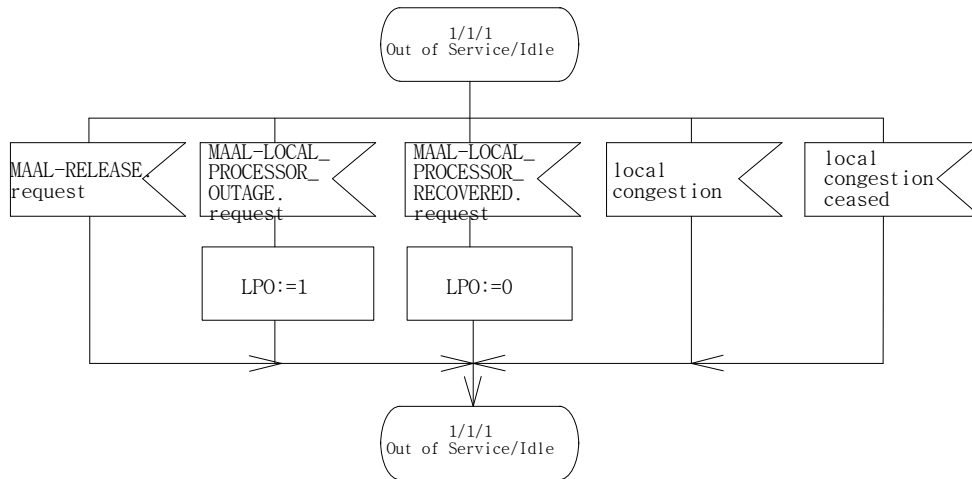 1/1/1
Out of Service/Idle
MAAL-RELEASE.
request
MAAL-LOCAL_
PROCESSOR_
OUTAGE.
request
MAAL-LOCAL_
PROCESSOR_
RECOVERED.
request
local
congestion
local
congestion
ceased
LPO:=1
LPO:=0
1/1/1
Out of Service/Idle